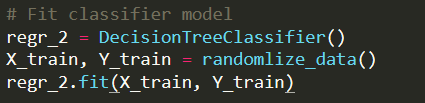 # Fit classifier model
regr_2 = DecisionTreeClassifier()
X_train, Y_train = randomlize_data()
regr_2.fit(X_train, Y_train)